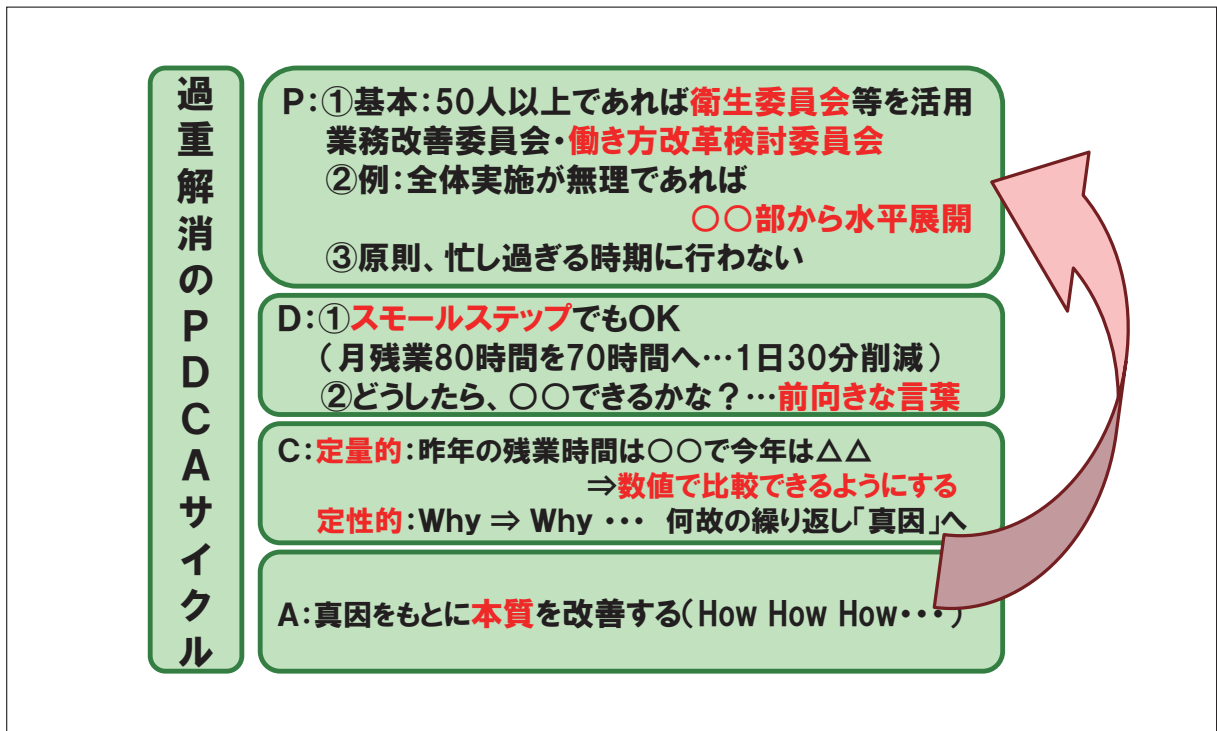 過重解消のPDCAサイクル
P:①基本:50人以上であれば衛生委員会等を活用
業務改善委員会・働き方改革検討委員会
②例:全体実施が無理であれば
〇〇部から水平展開
③原則、忙し過ぎる時期に行わない
D:①スモールステップでもOK
(月残業80時間を70時間へ…1日30分削減)
②どうしたら、〇〇できるかな?…前向きな言葉
C:定量的:昨年の残業時間は〇〇で今年は△△
⇒数値で比較できるようにする
定性的:Why ⇒ Why ・・・ 何故の繰り返し「真因」へ
A:真因をもとに本質を改善する(How How How・・・)